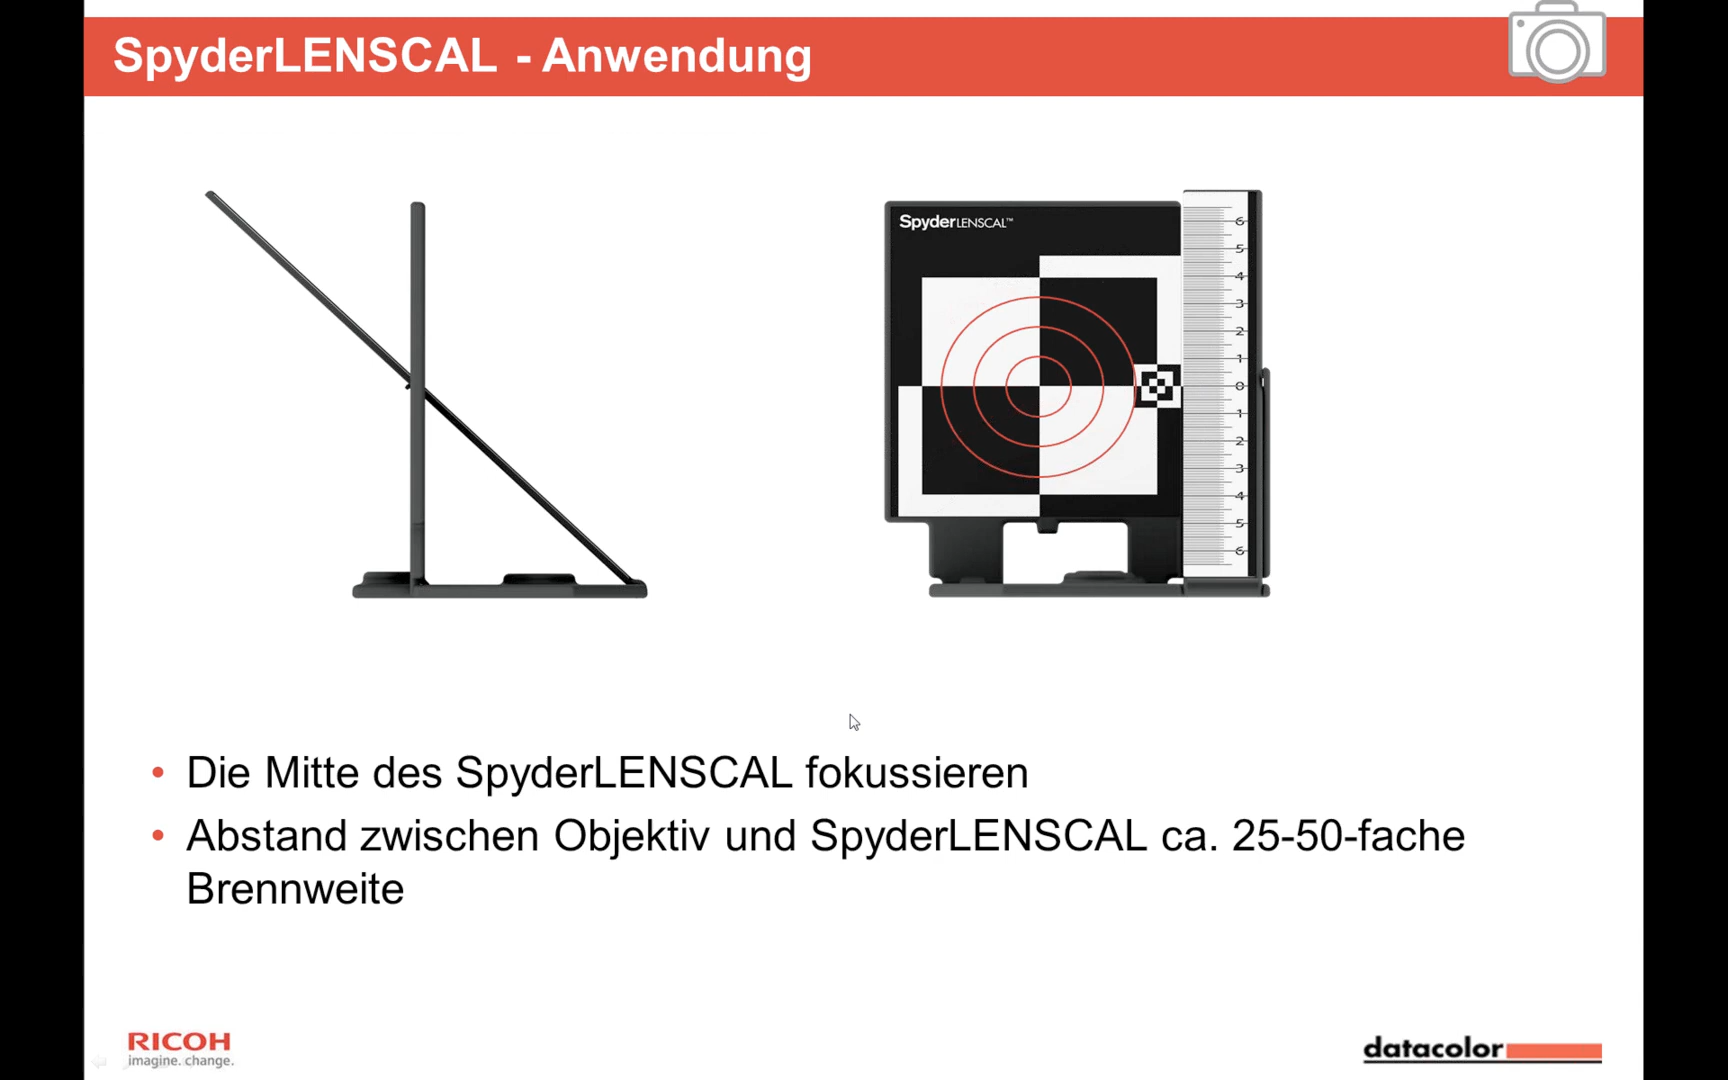 SpyderLENSCAL - Anwendung
SpyderLENSCAL™
6
5
4
3
2
1
0
1
2
3
4
5
6
• Die Mitte des SpyderLENSCAL fokussieren
• Abstand zwischen Objektiv und SpyderLENSCAL ca. 25-50-fache
Brennweite
RICOH
imagine. change.
datacolor